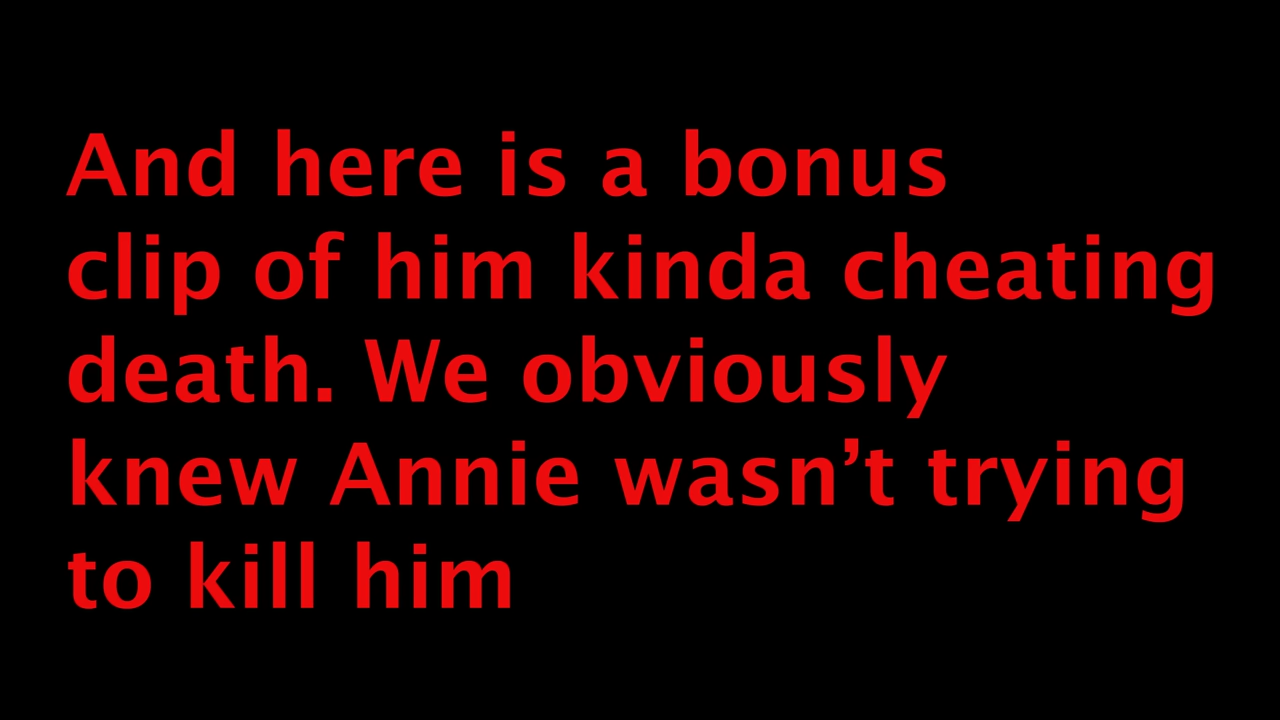 And here is a bonus
clip of him kinda cheating
death. We obviously
knew Annie wasn’t trying
to kill him